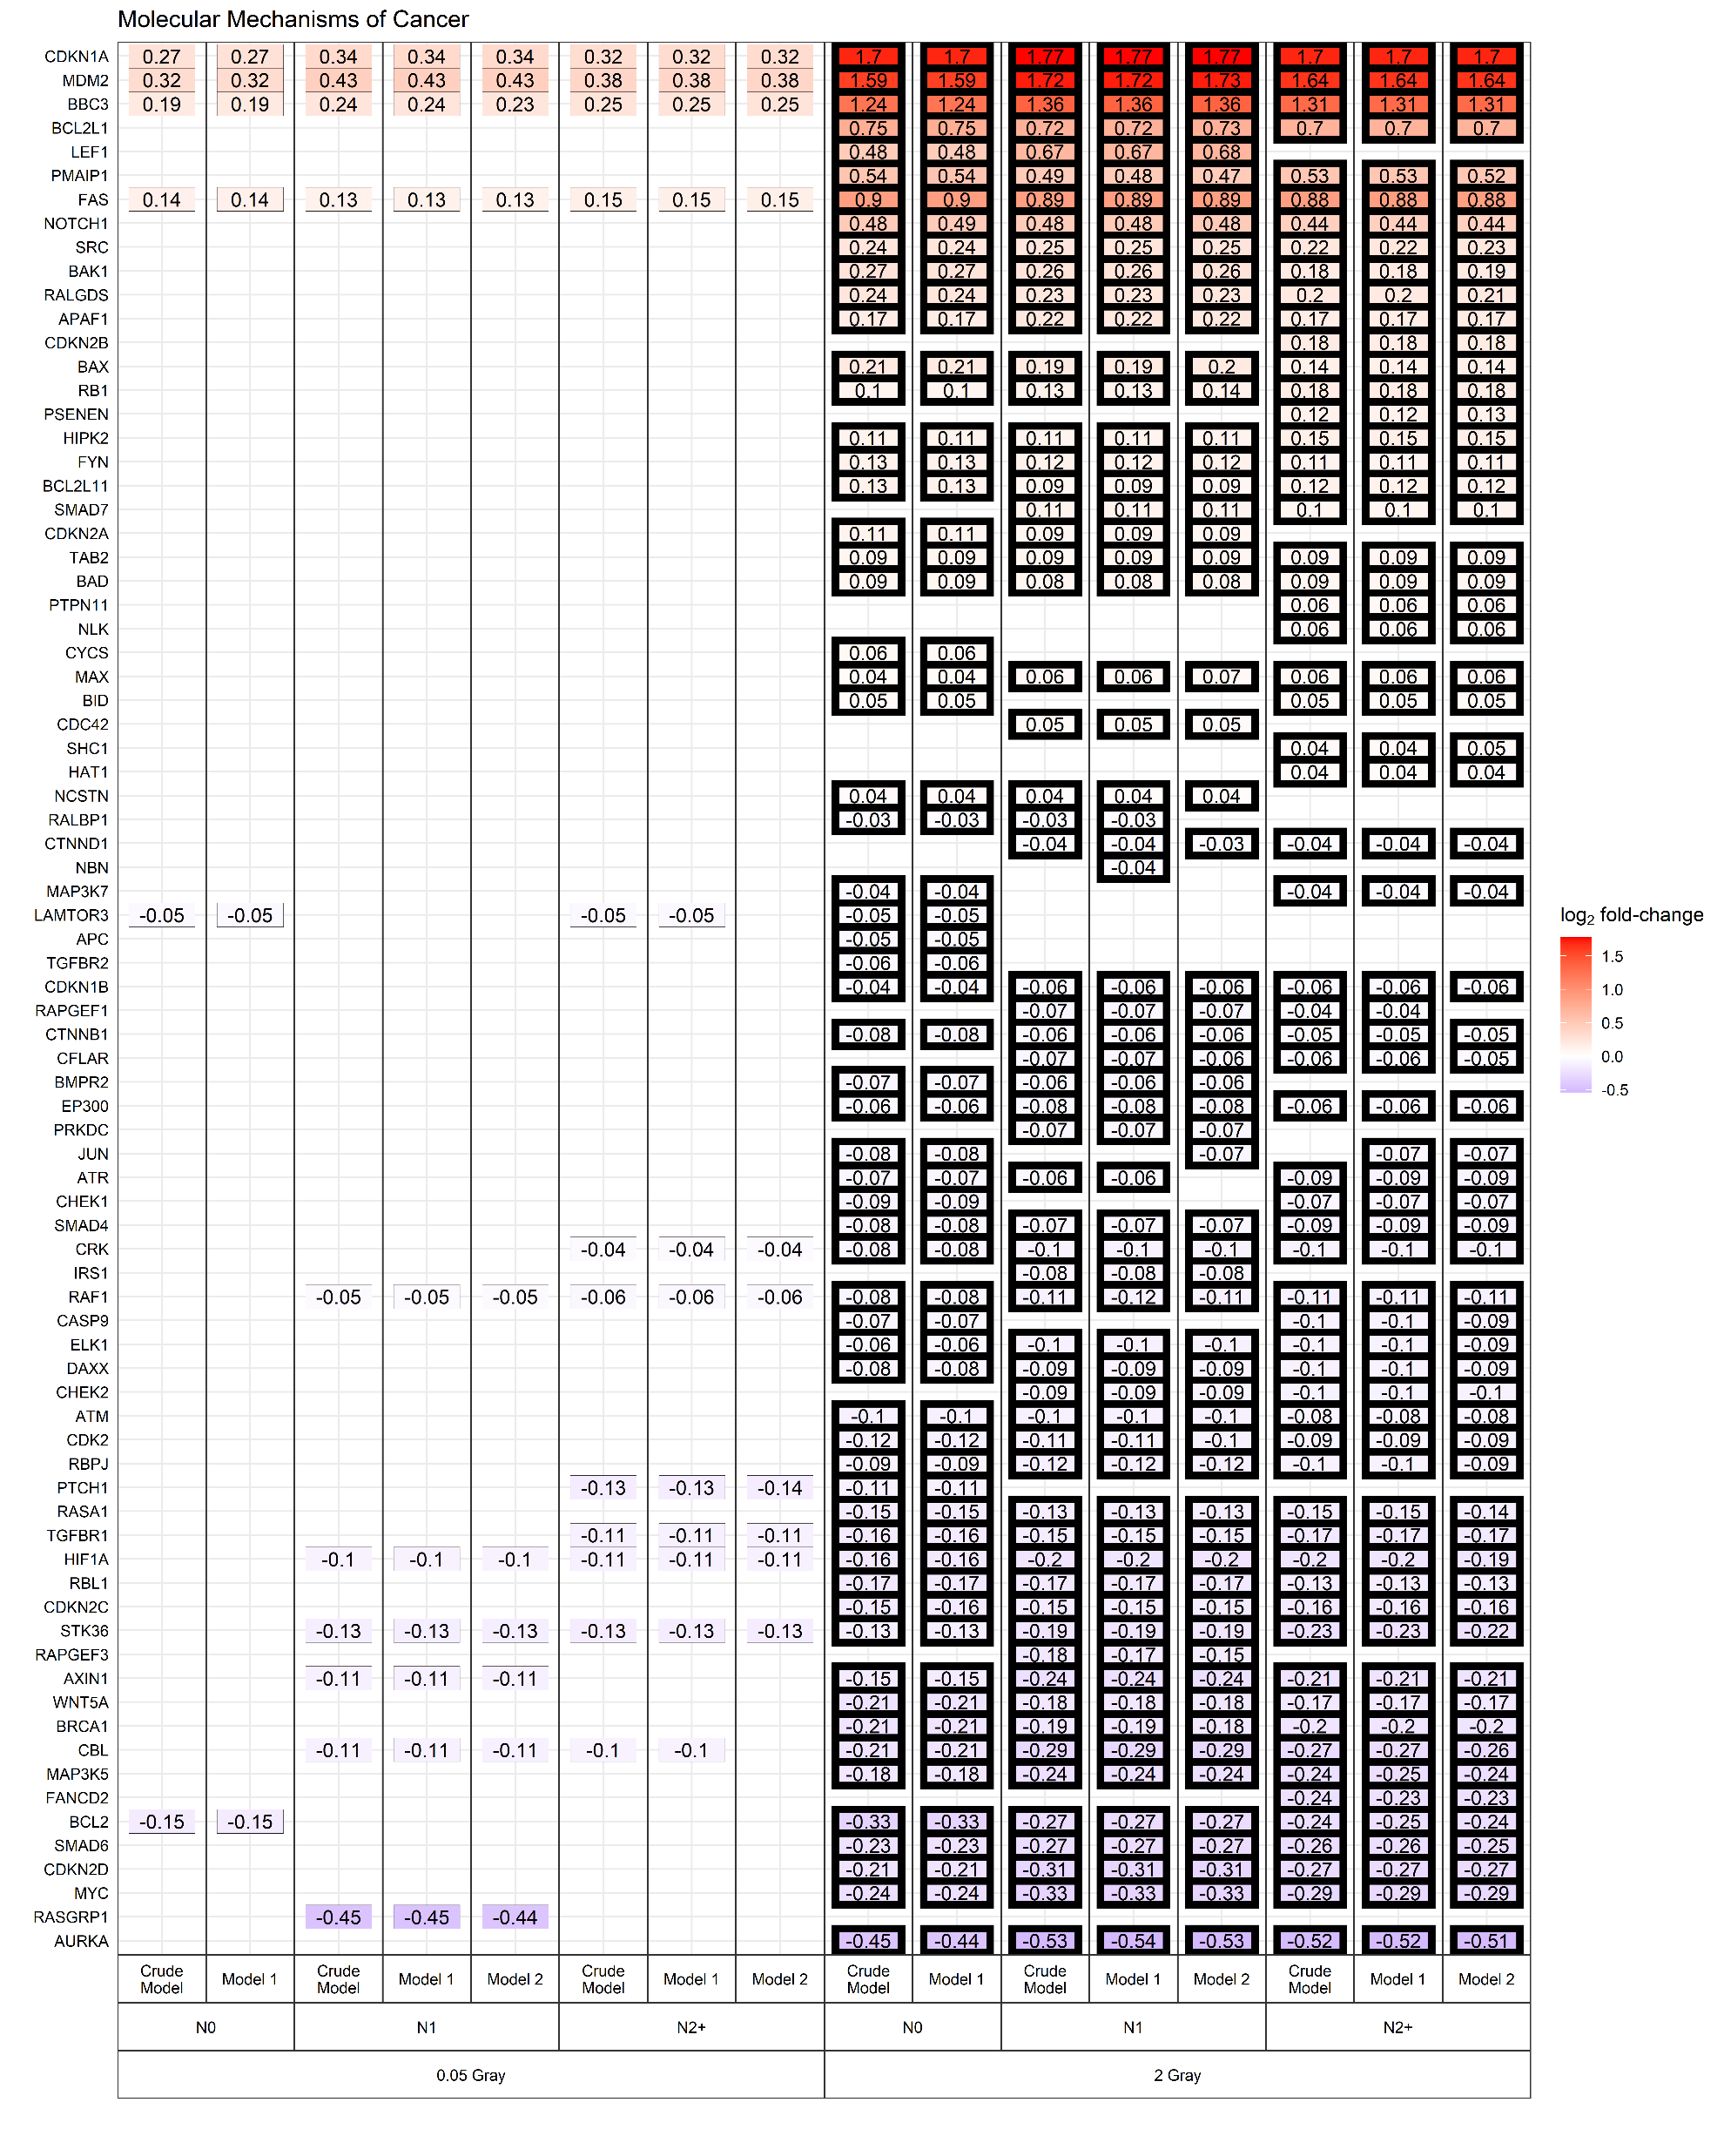 Molecular Mechanisms of Cancer
CDKN1A 0.27 0.27 0.34 0.34 0.34 0.32 0.32 0.32 1.7 1.7 1.77 1.77 1.77 1.7 1.7 1.7
MDM2 0.32 0.32 0.43 0.43 0.43 0.38 0.38 0.38 1.59 1.59 1.72 1.72 1.73 1.64 1.64 1.64
BBC3 0.19 0.19 0.24 0.24 0.23 0.25 0.25 0.25 1.24 1.24 1.36 1.36 1.36 1.31 1.31 1.31
BCL2L1 0.75 0.75 0.72 0.72 0.73 0.7 0.7 0.7
LEF1 0.48 0.48 0.67 0.67 0.68
PMAIP1 0.54 0.54 0.49 0.48 0.47 0.53 0.53 0.52
FAS 0.14 0.14 0.13 0.13 0.13 0.15 0.15 0.15 0.9 0.9 0.89 0.89 0.89 0.88 0.88 0.88
NOTCH1 0.48 0.49 0.48 0.48 0.48 0.44 0.44 0.44
SRC 0.24 0.24 0.25 0.25 0.25 0.22 0.22 0.23
BAK1 0.27 0.27 0.26 0.26 0.26 0.18 0.18 0.19
RALGDS 0.24 0.24 0.23 0.23 0.23 0.2 0.2 0.21
APAF1 0.17 0.17 0.22 0.22 0.22 0.17 0.17 0.17
CDKN2B 0.18 0.18 0.18
BAX 0.21 0.21 0.19 0.19 0.2 0.14 0.14 0.14
RB1 0.1 0.1 0.13 0.13 0.14 0.18 0.18 0.18
PSENEN 0.12 0.12 0.13
HIPK2 0.11 0.11 0.11 0.11 0.11 0.15 0.15 0.15
FYN 0.13 0.13 0.12 0.12 0.12 0.11 0.11 0.11
BCL2L11 0.13 0.13 0.09 0.09 0.09 0.12 0.12 0.12
SMAD7 0.11 0.11 0.11 0.1 0.1 0.1
CDKN2A 0.11 0.11 0.09 0.09 0.09
TAB2 0.09 0.09 0.09 0.09 0.09 0.09 0.09 0.09
BAD 0.09 0.09 0.08 0.08 0.08 0.09 0.09 0.09
PTPN11 0.06 0.06 0.06
NLK 0.06 0.06 0.06
CYCS 0.06 0.06
MAX 0.04 0.04 0.06 0.06 0.07 0.06 0.06 0.06
BID 0.05 0.05 0.05 0.05 0.05
CDC42 0.05 0.05 0.05
SHC1 0.04 0.04 0.05
HAT1 0.04 0.04 0.04
NCSTN 0.04 0.04 0.04 0.04 0.04
RALBP1 -0.03 -0.03 -0.03 -0.03
CTNND1 -0.04 -0.04 -0.03 -0.04 -0.04 -0.04
NBN -0.04
MAP3K7 -0.04 -0.04 -0.04 -0.04 -0.04
LAMTOR3 -0.05 -0.05 -0.05 -0.05 -0.05 -0.05
APC -0.05 -0.05
TGFBR2 -0.06 -0.06
CDKN1B -0.04 -0.04 -0.06 -0.06 -0.06 -0.06 -0.06 -0.06
RAPGEF1 -0.07 -0.07 -0.07 -0.04 -0.04
CTNNB1 -0.08 -0.08 -0.06 -0.06 -0.06 -0.05 -0.05 -0.05
CFLAR -0.07 -0.07 -0.06 -0.06 -0.06 -0.05
BMPR2 -0.07 -0.07 -0.06 -0.06 -0.06
EP300 -0.06 -0.06 -0.08 -0.08 -0.08 -0.06 -0.06 -0.06
PRKDC -0.07 -0.07 -0.07
JUN -0.08 -0.08 -0.07 -0.07 -0.07
ATR -0.07 -0.07 -0.06 -0.06 -0.09 -0.09 -0.09
CHEK1 -0.09 -0.09 -0.07 -0.07 -0.07
SMAD4 -0.08 -0.08 -0.07 -0.07 -0.07 -0.09 -0.09 -0.09
CRK -0.04 -0.04 -0.04 -0.08 -0.08 -0.1 -0.1 -0.1 -0.1 -0.1 -0.1
IRS1 -0.08 -0.08 -0.08
RAF1 -0.05 -0.05 -0.05 -0.06 -0.06 -0.06 -0.08 -0.08 -0.11 -0.12 -0.11 -0.11 -0.11 -0.11
CASP9 -0.07 -0.07 -0.1 -0.1 -0.09
ELK1 -0.06 -0.06 -0.1 -0.1 -0.1 -0.1 -0.1 -0.09
DAXX -0.08 -0.08 -0.09 -0.09 -0.09 -0.1 -0.1 -0.09
CHEK2 -0.09 -0.09 -0.09 -0.1 -0.1 -0.1
ATM -0.1 -0.1 -0.1 -0.1 -0.1 -0.08 -0.08 -0.08
CDK2 -0.12 -0.12 -0.11 -0.11 -0.1 -0.09 -0.09 -0.09
RBPJ -0.09 -0.09 -0.12 -0.12 -0.12 -0.1 -0.1 -0.09
PTCH1 -0.13 -0.13 -0.14 -0.11 -0.11
RASA1 -0.15 -0.15 -0.13 -0.13 -0.13 -0.15 -0.15 -0.14
TGFBR1 -0.11 -0.11 -0.11 -0.16 -0.16 -0.15 -0.15 -0.15 -0.17 -0.17 -0.17
HIF1A -0.1 -0.1 -0.1 -0.11 -0.11 -0.11 -0.16 -0.16 -0.2 -0.2 -0.2 -0.2 -0.2 -0.19
RBL1 -0.17 -0.17 -0.17 -0.17 -0.17 -0.13 -0.13 -0.13
CDKN2C -0.15 -0.16 -0.15 -0.15 -0.15 -0.16 -0.16 -0.16
STK36 -0.13 -0.13 -0.13 -0.13 -0.13 -0.13 -0.13 -0.13 -0.19 -0.19 -0.19 -0.23 -0.23 -0.22
RAPGEF3 -0.18 -0.17 -0.15
AXIN1 -0.11 -0.11 -0.11 -0.15 -0.15 -0.24 -0.24 -0.24 -0.21 -0.21 -0.21
WNT5A -0.21 -0.21 -0.18 -0.18 -0.18 -0.17 -0.17 -0.17
BRCA1 -0.21 -0.21 -0.19 -0.19 -0.18 -0.2 -0.2 -0.2
CBL -0.11 -0.11 -0.11 -0.1 -0.1 -0.21 -0.21 -0.29 -0.29 -0.29 -0.27 -0.27 -0.26
MAP3K5 -0.18 -0.18 -0.24 -0.24 -0.24 -0.24 -0.25 -0.24
FANCD2 -0.24 -0.23 -0.23
BCL2 -0.15 -0.15 -0.33 -0.33 -0.27 -0.27 -0.27 -0.24 -0.25 -0.24
SMAD6 -0.23 -0.23 -0.27 -0.27 -0.27 -0.26 -0.26 -0.25
CDKN2D -0.21 -0.21 -0.31 -0.31 -0.31 -0.27 -0.27 -0.27
MYC -0.24 -0.24 -0.33 -0.33 -0.33 -0.29 -0.29 -0.29
RASGRP1 -0.45 -0.45 -0.44
AURKA -0.45 -0.44 -0.53 -0.54 -0.53 -0.52 -0.52 -0.51
Crude Model Model 1 Crude Model Model 1 Model 2 Crude Model Model 1 Model 2 Crude Model Model 1 Crude Model Model 1 Model 2 Crude Model Model 1 Model 2
N0 N1 N2+ N0 N1 N2+
0.05 Gray 2 Gray
log2 fold-change
1.5
1.0
0.5
0.0
-0.5